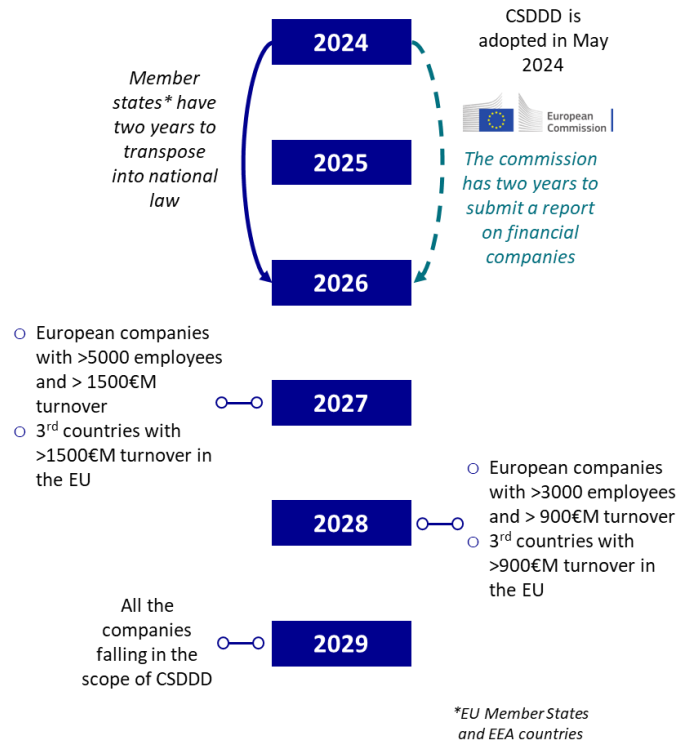 2024
CSDDD is
adopted in May
2024
Member
states* have
two years to
transpose
into national
law
European
Commission
2025
The commission
has two years to
submit a report
on financial
companies
2026
European companies
with >5000 employees
and > 1500€M
turnover
3rd countries with
>1500€M turnover in
the EU
2027
European companies
with >3000 employees
and > 900€M turnover
3rd countries with
>900€M turnover in
the EU
2028
All the
companies
falling in the
scope of CSDDD
2029
*EU Member States
and EEA countries